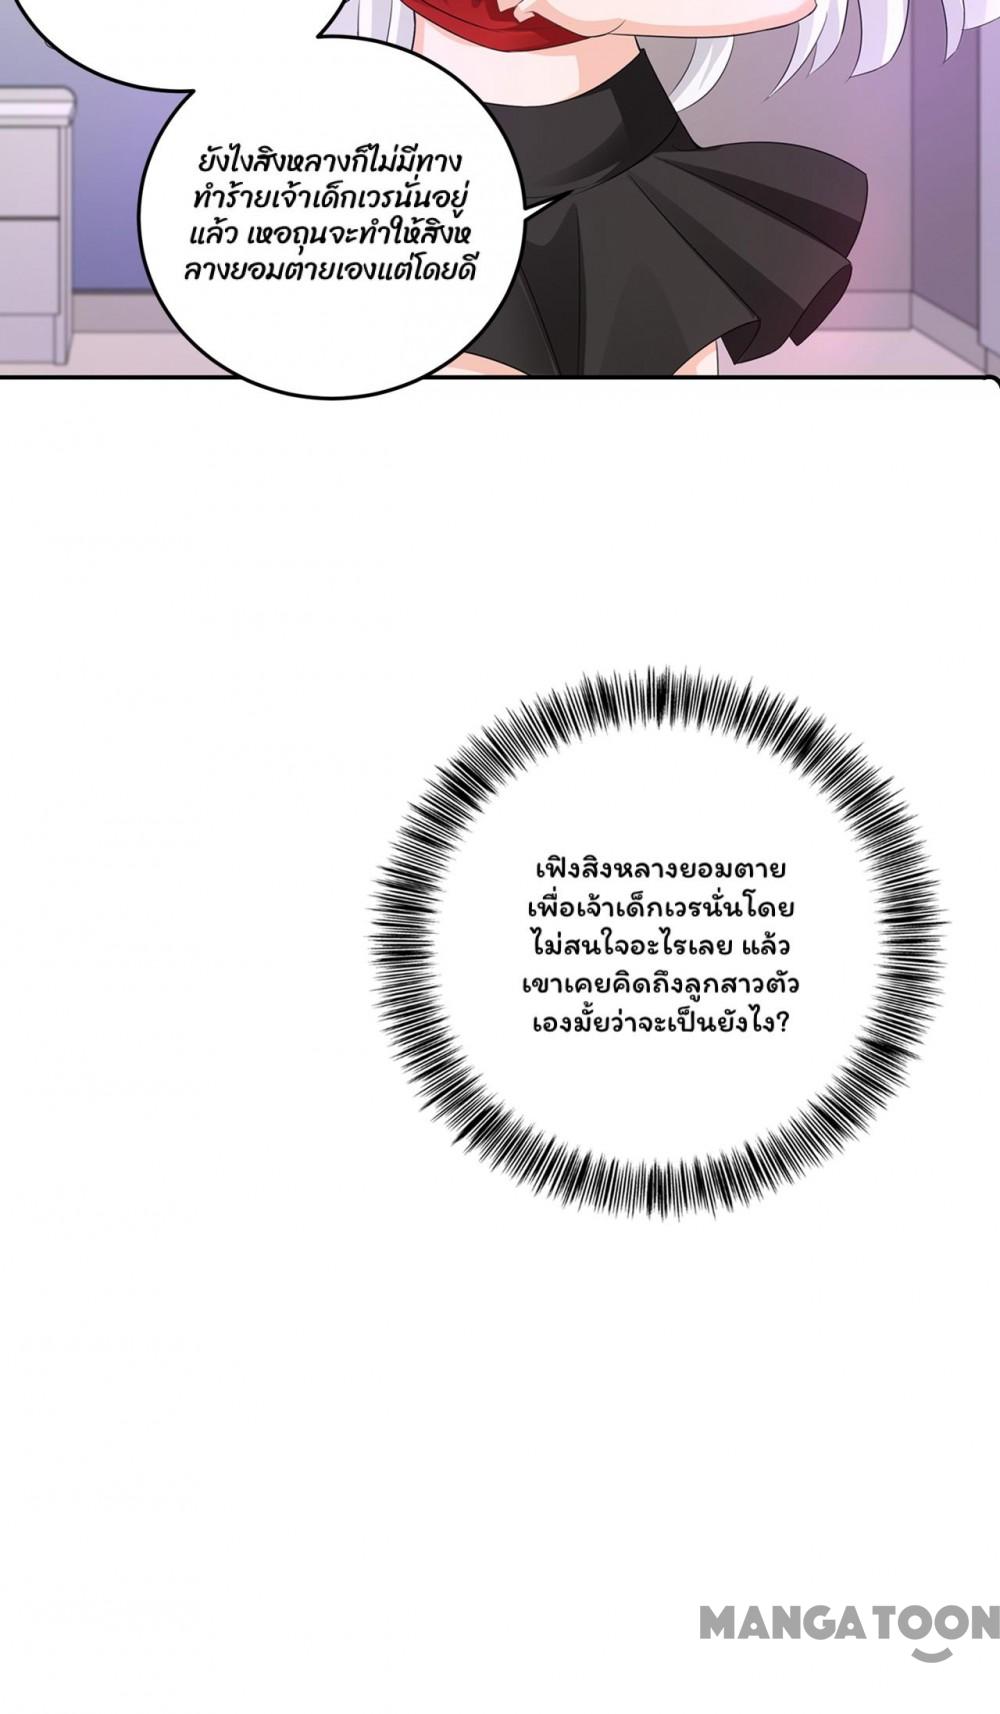 ยังไงสิงหลางก็ไม่มีทาง
ทำร้ายเจ้าเด็กเวรนั่นอยู่
แล้ว เหอถุนจะทำให้สิงห
ลางยอมตายเองแต่โดยดี
เฟิงสิงหลางยอมตาย
เพื่อเจ้าเด็กเวรนั่นโดย
ไม่สนใจอะไรเลย แล้ว
เขาเคยคิดถึงลูกสาวตัว
เองมั้ยว่าจะเป็นยังไง?
MANGATOON